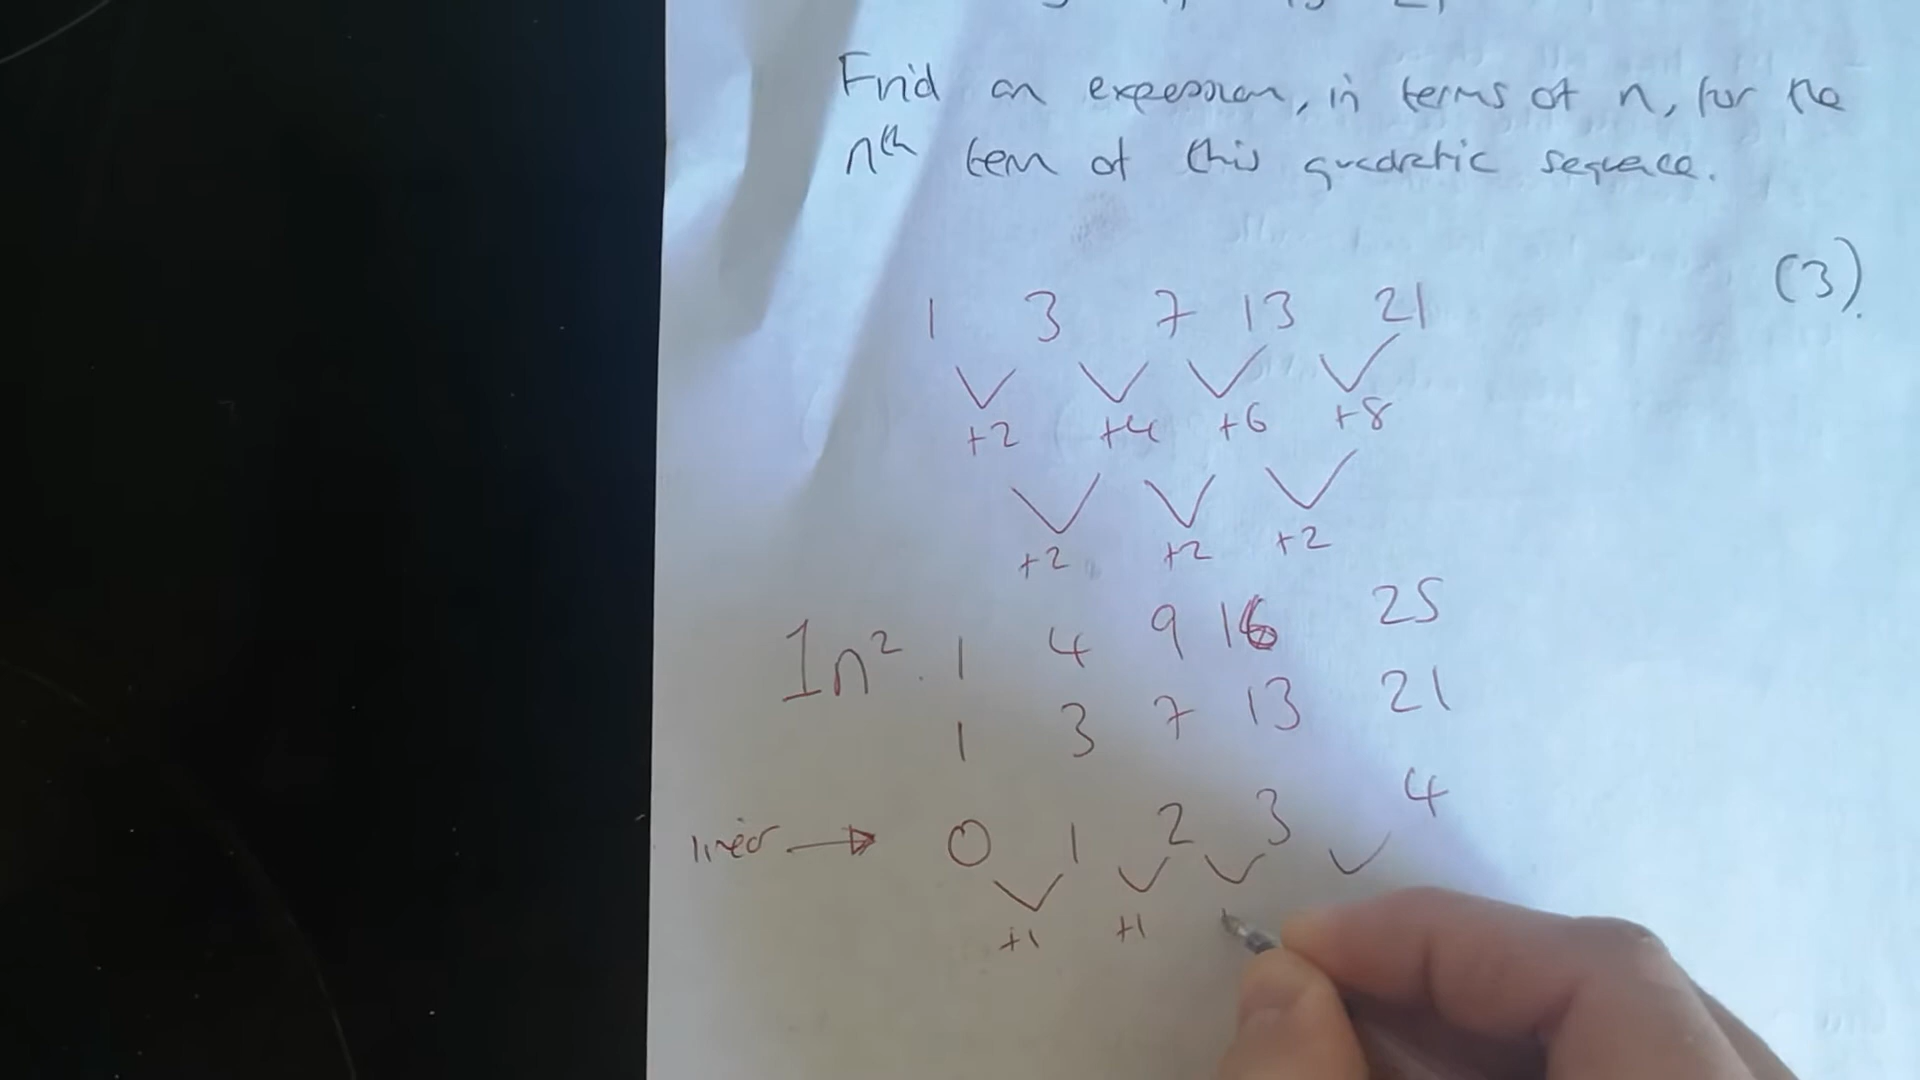 Find an expression, in terms of n, for the
nth term of this quadratic sequence.
(3).
1 3 7 13 21
+2 +4 +6 +8
+2 +2 +2
1n² 1 4 9 16 25
1 3 7 13 21
linear → 0 1 2 3 4
+1 +1